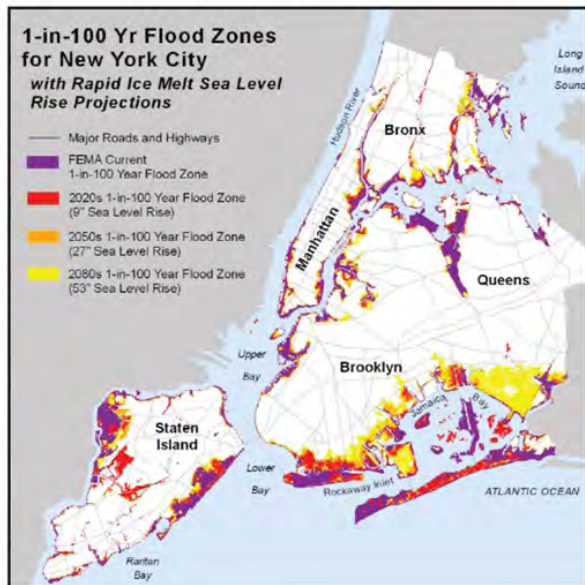 1-in-100 Yr Flood Zones
for New York City
with Rapid Ice Melt Sea Level
Rise Projections
Major Roads and Highways
FEMA Current
1-in-100 Year Flood Zone
2020s 1-in-100 Year Flood Zone
(9" Sea Level Rise)
2050s 1-in-100 Year Flood Zone
(27" Sea Level Rise)
2080s 1-in-100 Year Flood Zone
(53" Sea Level Rise)
Long
Island
Sound
Hudson River
Bronx
Manhattan
Queens
Upper
Bay
Brooklyn
Jamaica
Bay
Staten
Island
Lower
Bay
Rockaway Inlet
ATLANTIC OCEAN
Raritan
Bay